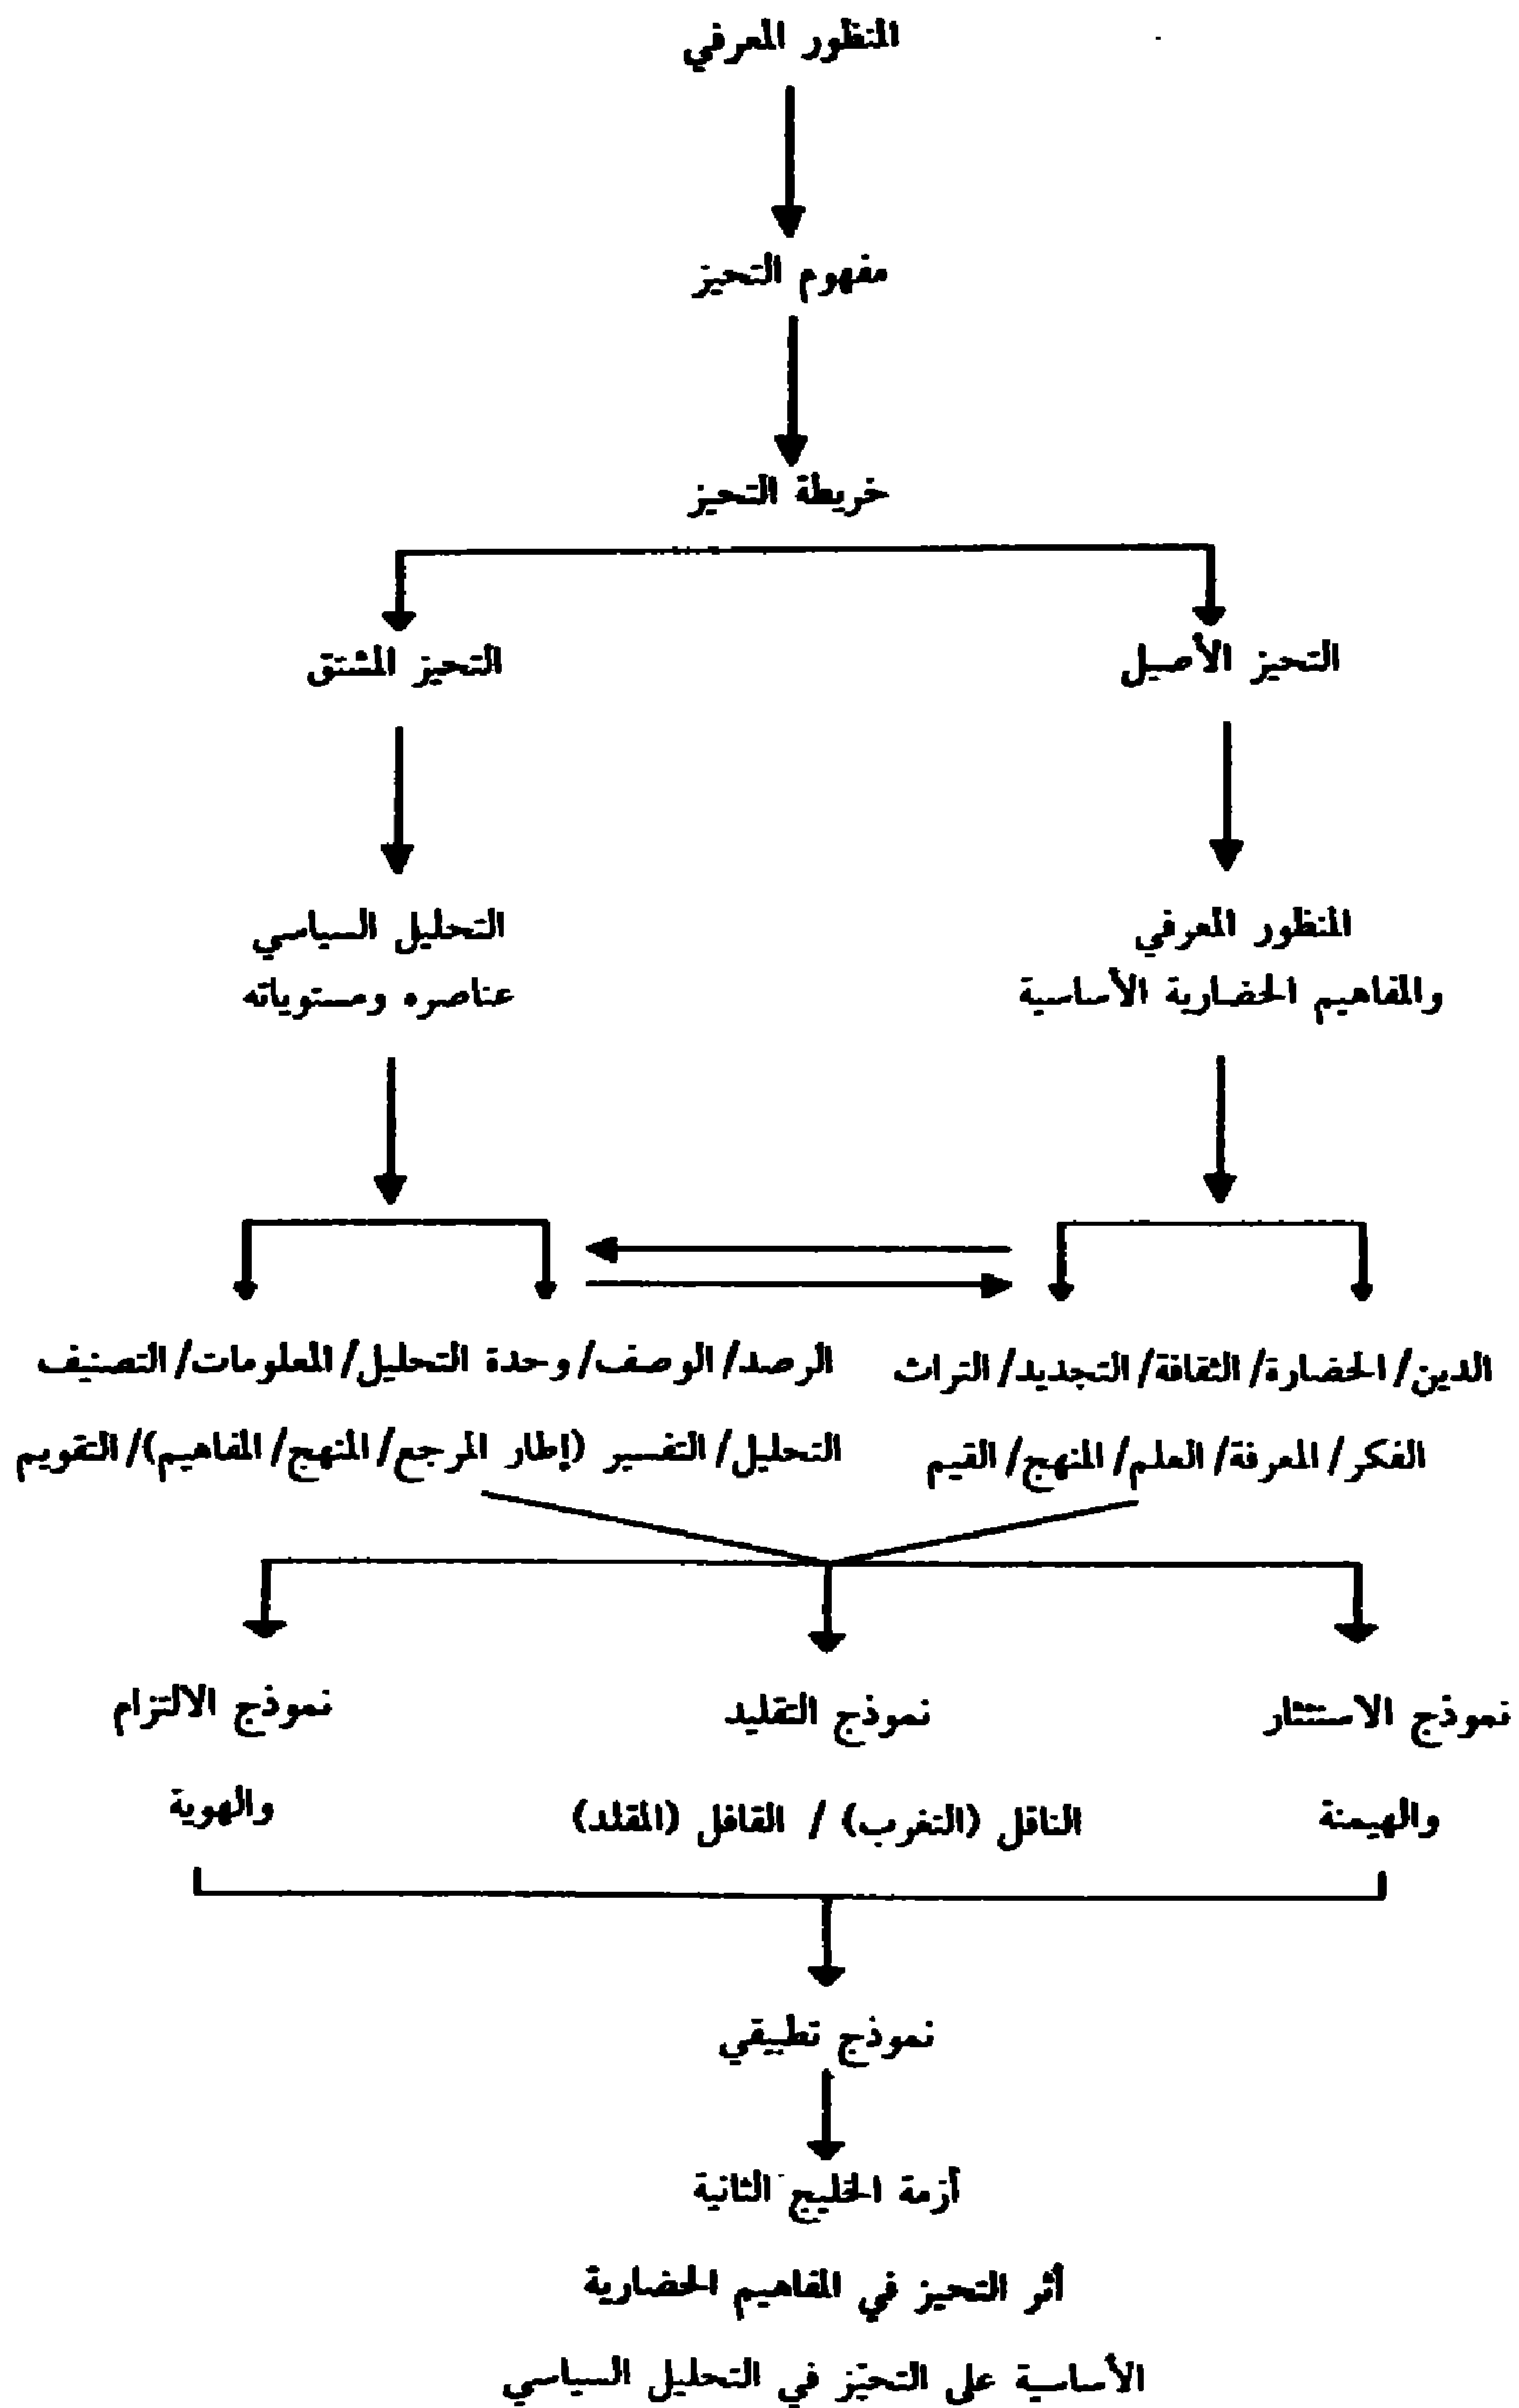 المنظور المعرفي
مفهوم التحيز
خريطة التحيز
التحيز الأصيل
التحيز المشتق
المنظور المعرفي
والمفاهيم الحضارية الأساسية
التحليل السياسي
عناصره ومستوياته
الدين/الحضارة/الثقافة/التجديد/التراث
الفكر/المعرفة/العلم/المنهج/القيم
الرصد/الوصف/وحدة التحليل/المعلومات/التصنيف
التحليل/التفسير (إطار المرجع/المنهج/المفاهيم)/التقويم
نموذج الاستئثار
والهيمنة
نموذج التقليد
الناقل (التغرب) / القافل (المقلد)
نموذج الالتزام
والهوية
نموذج تطبيقي
أزمة الخليج الثانية
أثر التحيز في المفاهيم الحضارية
الأساسية على التحيّز في التحليل السياسي